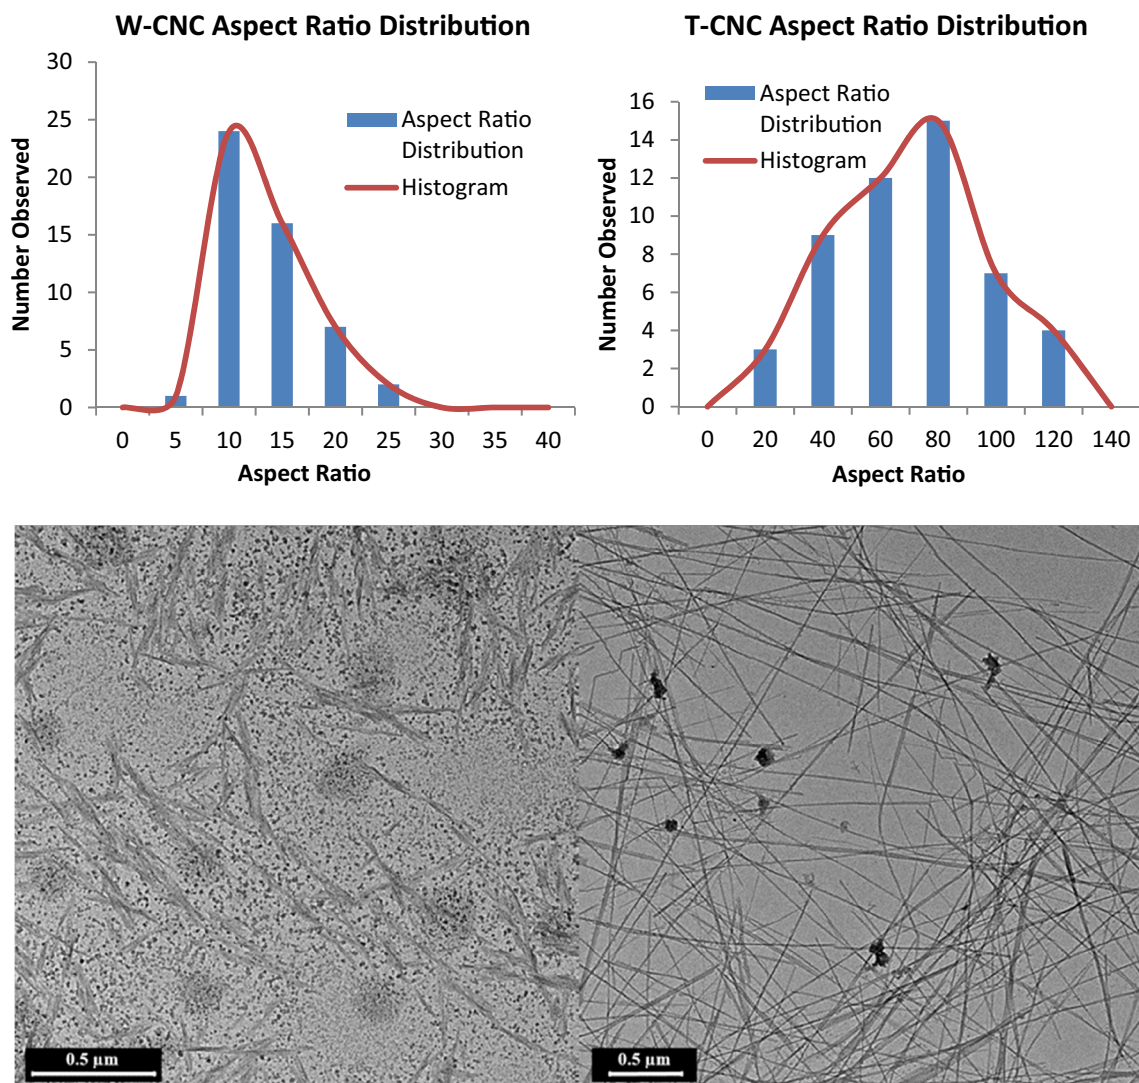 W-CNC Aspect Ratio Distribution
30
25
20
15
10
5
0
Number Observed
Aspect Ratio
Distribution
Histogram
0 5 10 15 20 25 30 35 40
Aspect Ratio
T-CNC Aspect Ratio Distribution
16
14
12
10
8
6
4
2
0
Number Observed
Aspect Ratio
Distribution
Histogram
0 20 40 60 80 100 120 140
Aspect Ratio
0.5 µm
0.5 µm